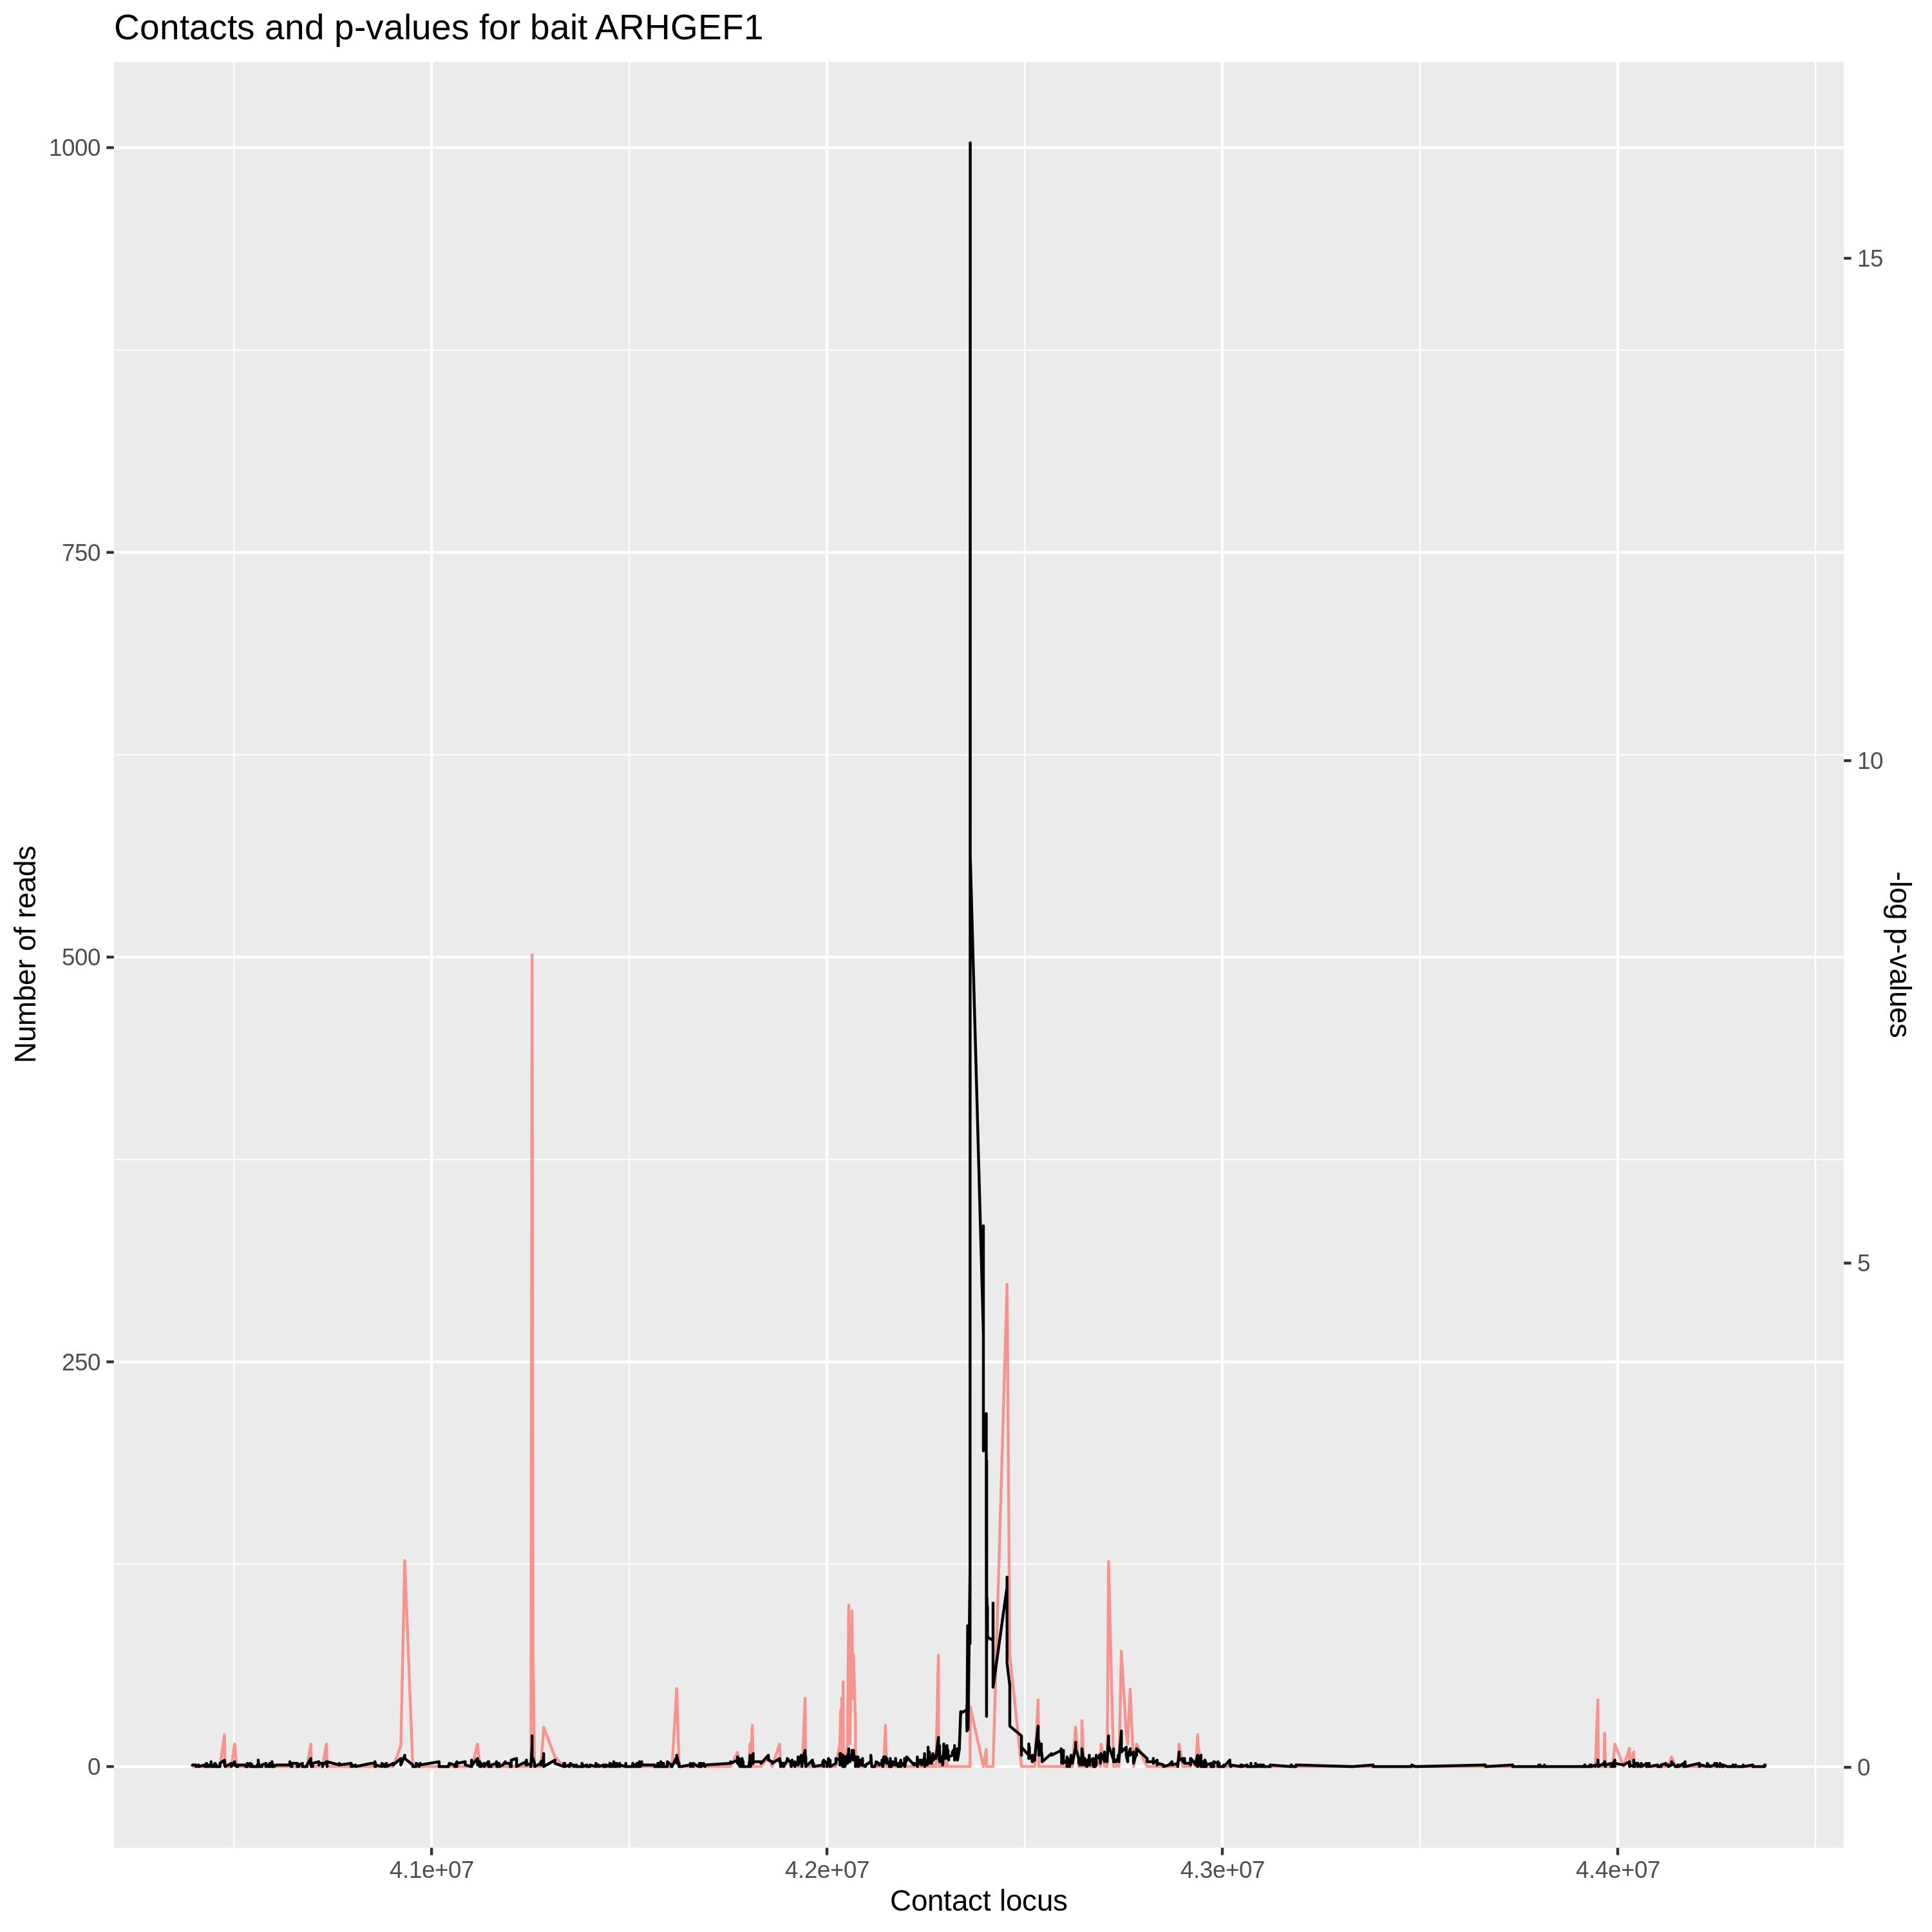 Contacts and p-values for bait ARHGEF1
1000
750
500
250
0
Number of reads
15
10
5
0
-log p-values
4.1e+07
4.2e+07
4.3e+07
4.4e+07
Contact locus